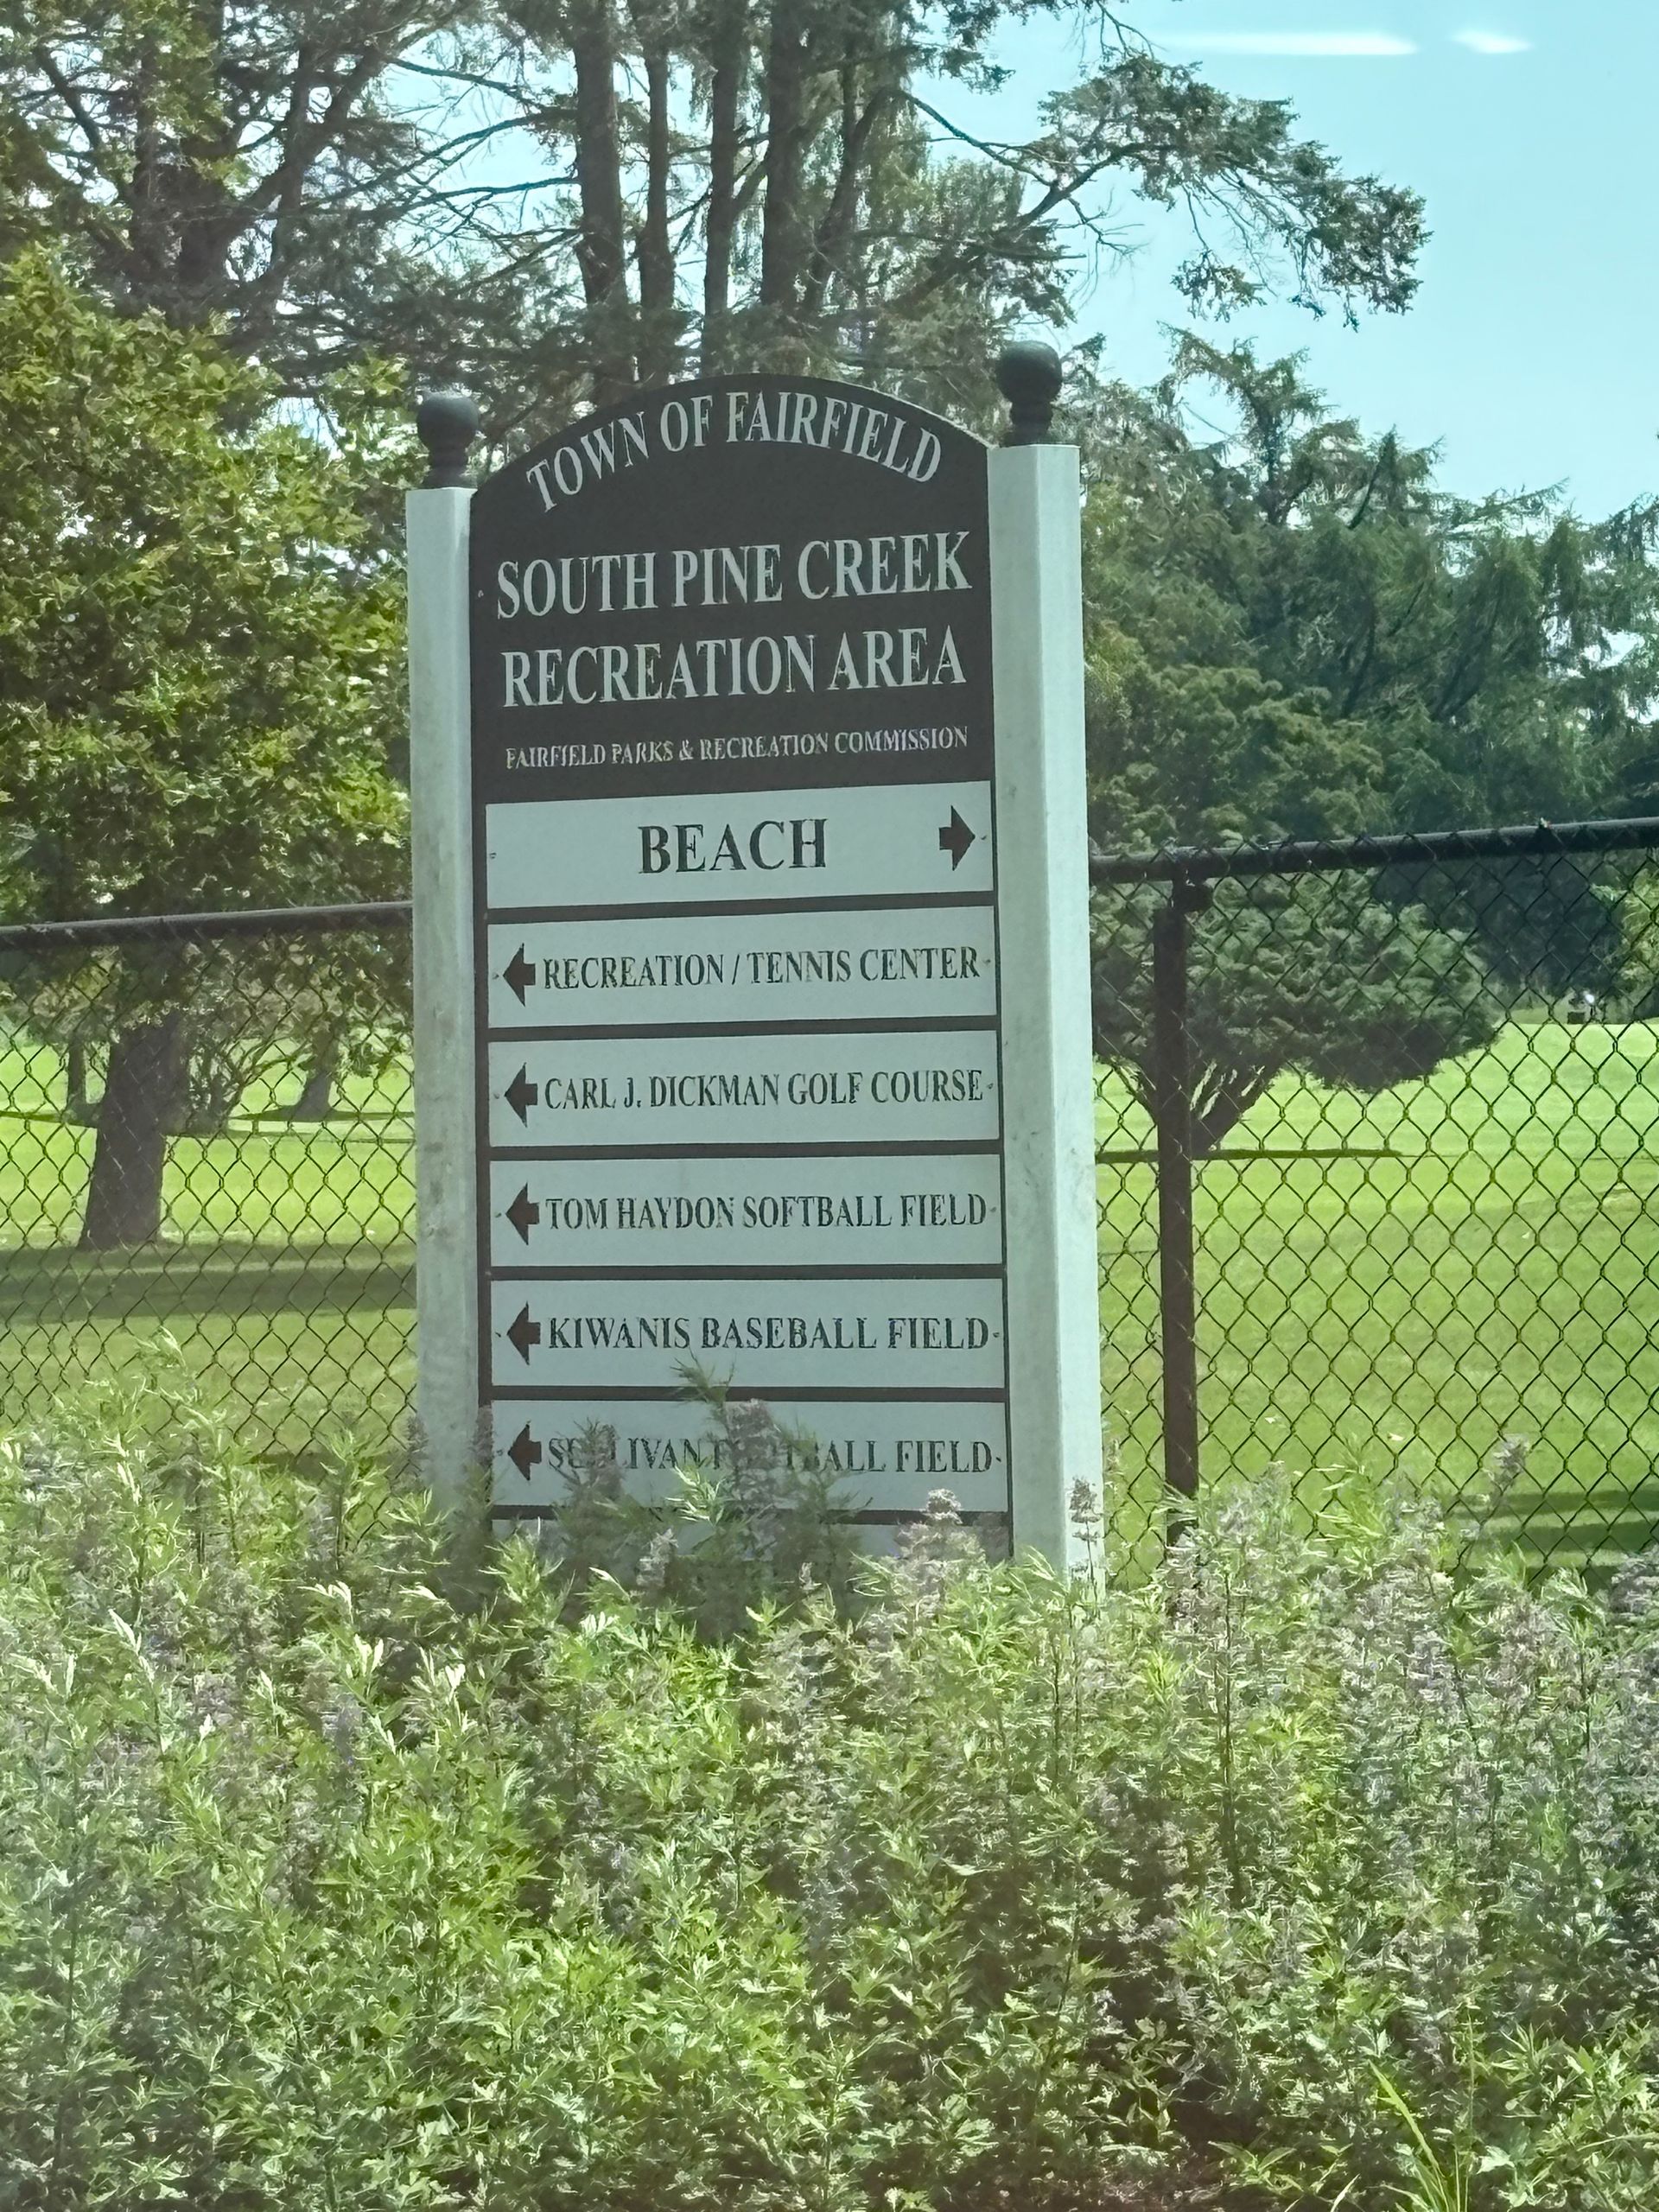 TOWN OF FAIRFIELD
SOUTH PINE CREEK
RECREATION AREA
FAIRFIELD PARKS & RECREATION COMMISSION
BEACH
RECREATION / TENNIS CENTER
CARL J. DICKMAN GOLF COURSE
TOM HAYDON SOFTBALL FIELD
KIWANIS BASEBALL FIELD
FIELD